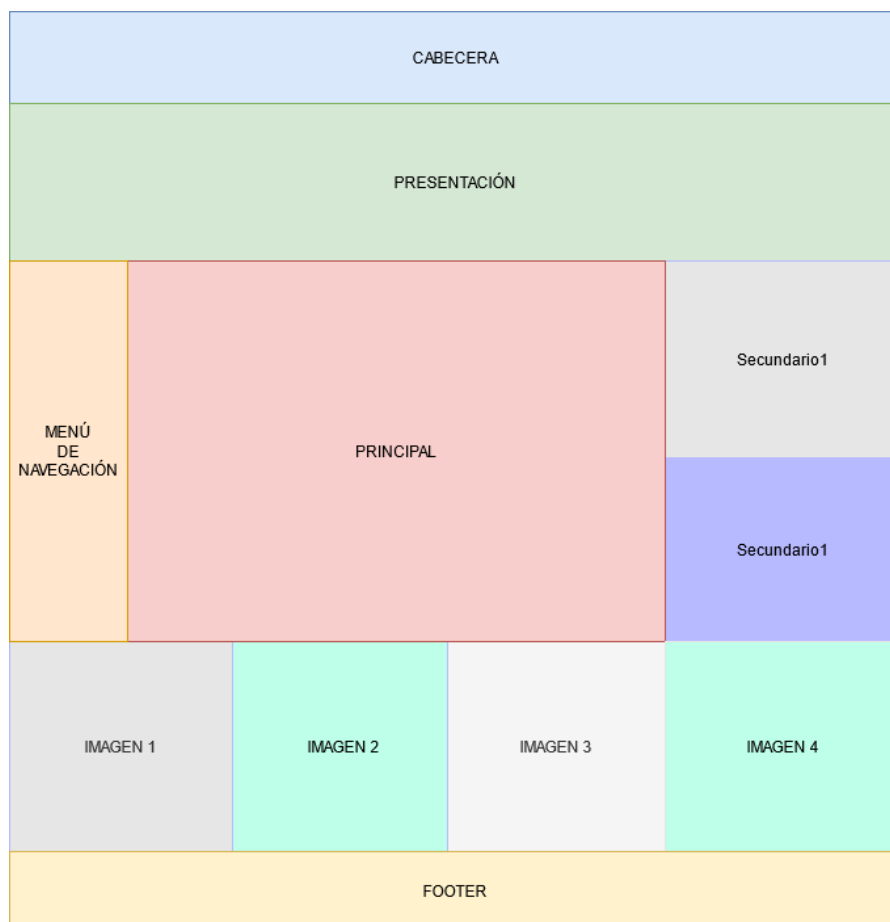 CABECERA
PRESENTACIÓN
Secundario1
MENÚ
DE
NAVEGACIÓN
PRINCIPAL
Secundario1
IMAGEN 1
IMAGEN 2
IMAGEN 3
IMAGEN 4
FOOTER